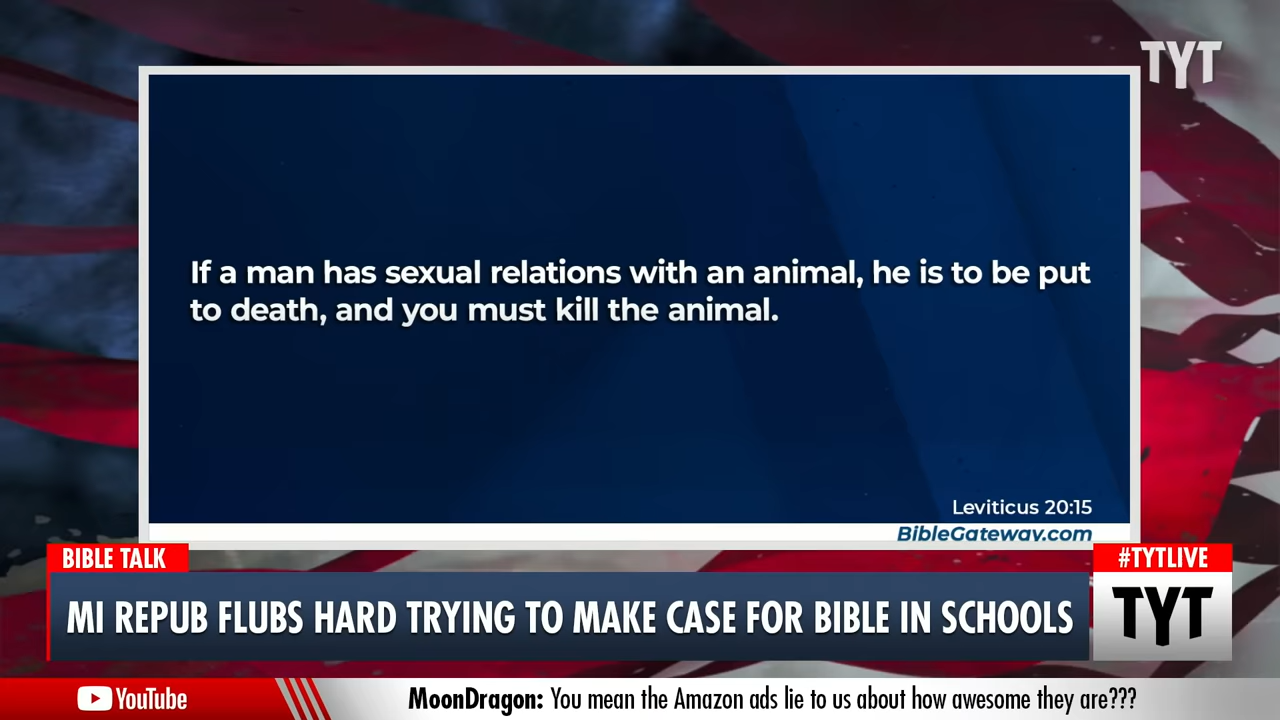 TYT
If a man has sexual relations with an animal, he is to be put
to death, and you must kill the animal.
Leviticus 20:15
BibleGateway.com
BIBLE TALK
#TYTLIVE
MI REPUB FLUBS HARD TRYING TO MAKE CASE FOR BIBLE IN SCHOOLS
TYT
YouTube
MoonDragon: You mean the Amazon ads lie to us about how awesome they are???